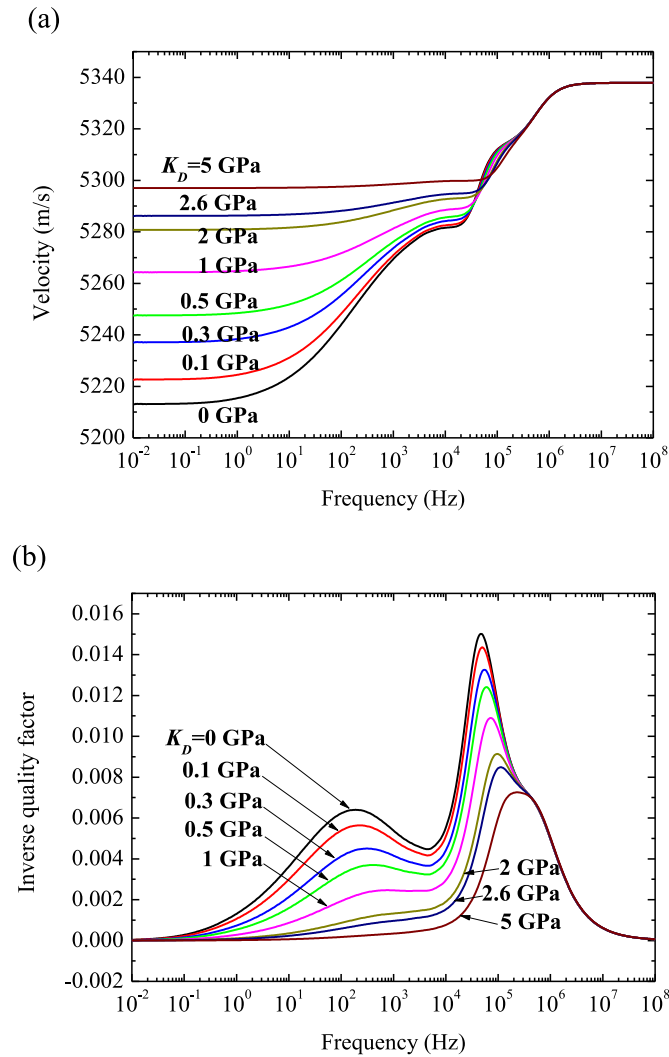 (a)
5340
5320
5300
5280
5260
5240
5220
5200
Velocity (m/s)
K_D=5 GPa
2.6 GPa
2 GPa
1 GPa
0.5 GPa
0.3 GPa
0.1 GPa
0 GPa
10⁻² 10⁻¹ 10⁰ 10¹ 10² 10³ 10⁴ 10⁵ 10⁶ 10⁷ 10⁸
Frequency (Hz)
(b)
0.016
0.014
0.012
0.010
0.008
0.006
0.004
0.002
0.000
-0.002
Inverse quality factor
K_D=0 GPa
0.1 GPa
0.3 GPa
0.5 GPa
1 GPa
2 GPa
2.6 GPa
5 GPa
10⁻² 10⁻¹ 10⁰ 10¹ 10² 10³ 10⁴ 10⁵ 10⁶ 10⁷ 10⁸
Frequency (Hz)